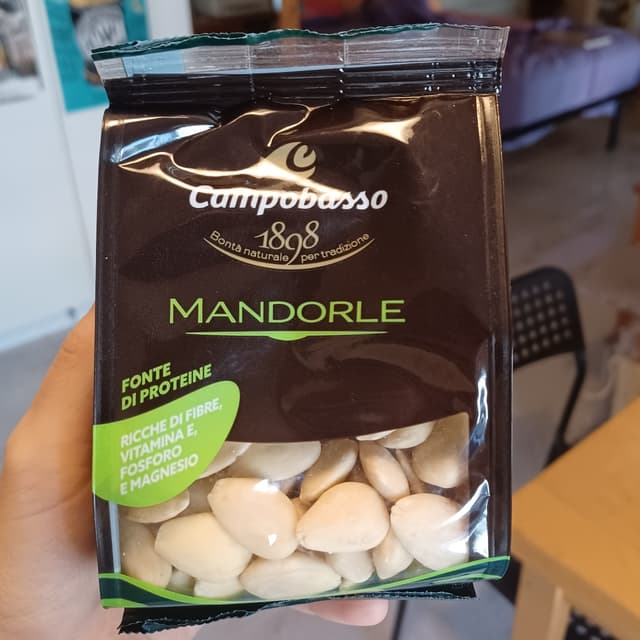 Campobasso
1898
Bontà naturale per tradizione
MANDORLE
FONTE
DI PROTEINE
RICCHE DI FIBRE,
VITAMINA E,
FOSFORO
E MAGNESIO